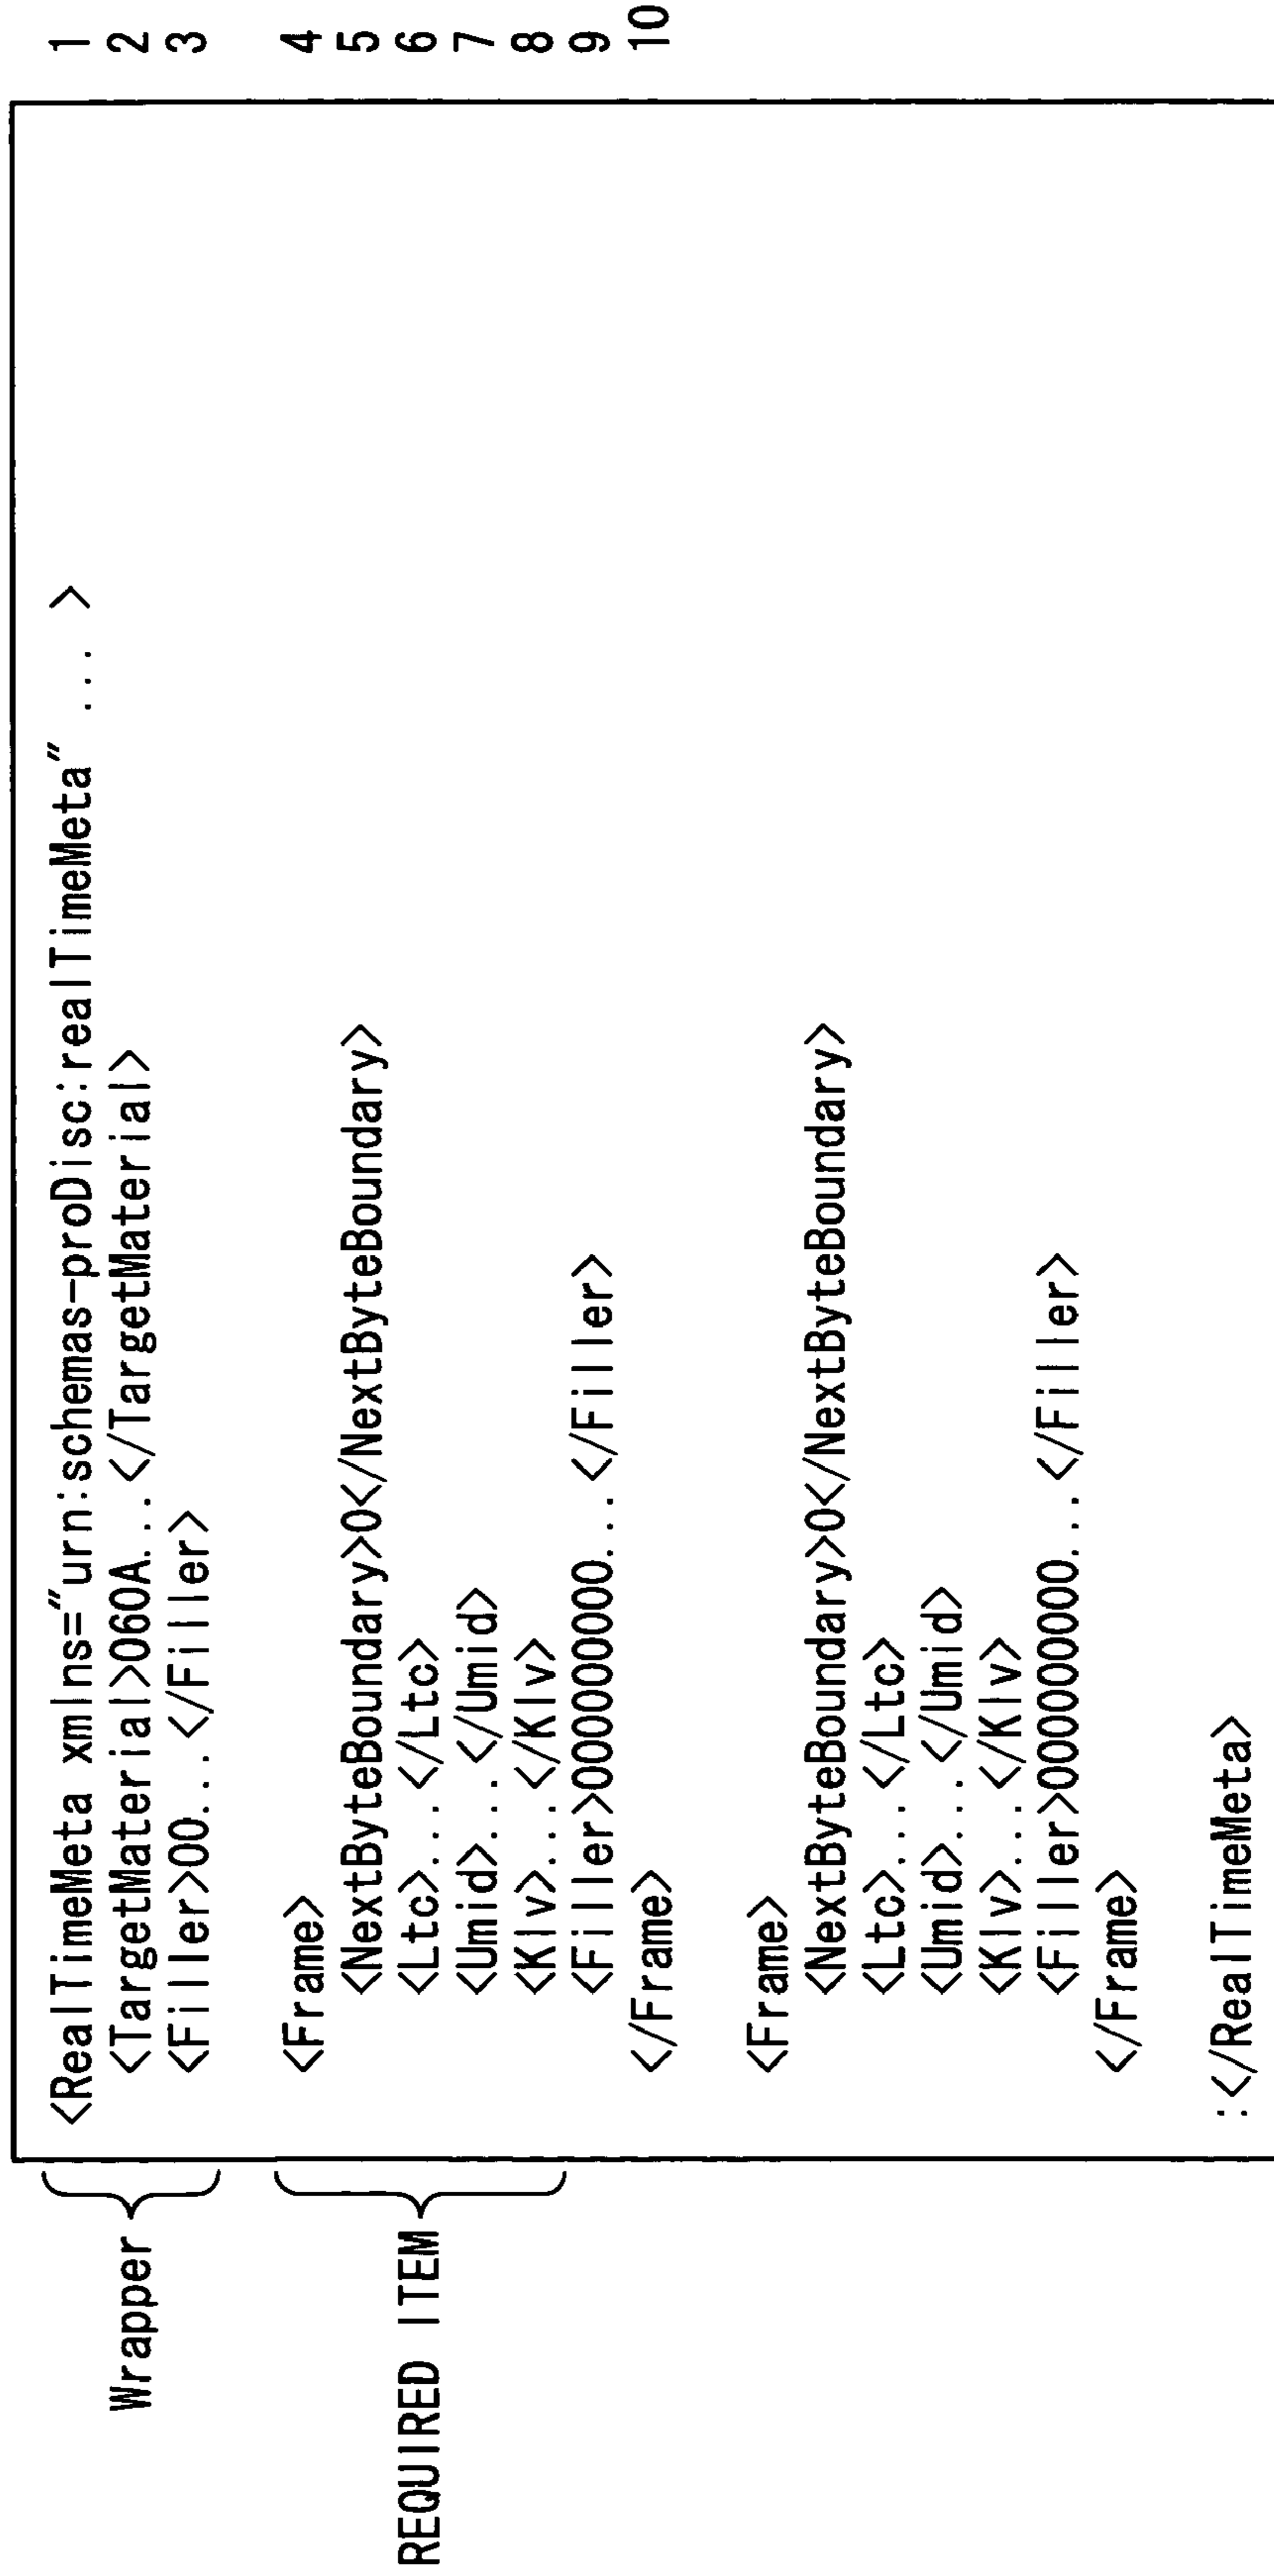 Wrapper
REQUIRED ITEM
<RealTimeMeta xmlns="urn:schemas-proDisc:realTimeMeta" ... > 1
<TargetMaterial>060A...</TargetMaterial> 2
<Filler>00...</Filler> 3
<Frame> 4
<NextByteBoundary>0</NextByteBoundary> 5
<Ltc>...</Ltc> 6
<Umid>...</Umid> 7
<Klv>...</Klv> 8
<Filler>00000000...</Filler> 9
</Frame> 10
<Frame>
<NextByteBoundary>0</NextByteBoundary>
<Ltc>...</Ltc>
<Umid>...</Umid>
<Klv>...</Klv>
<Filler>00000000...</Filler>
</Frame>
:</RealTimeMeta>